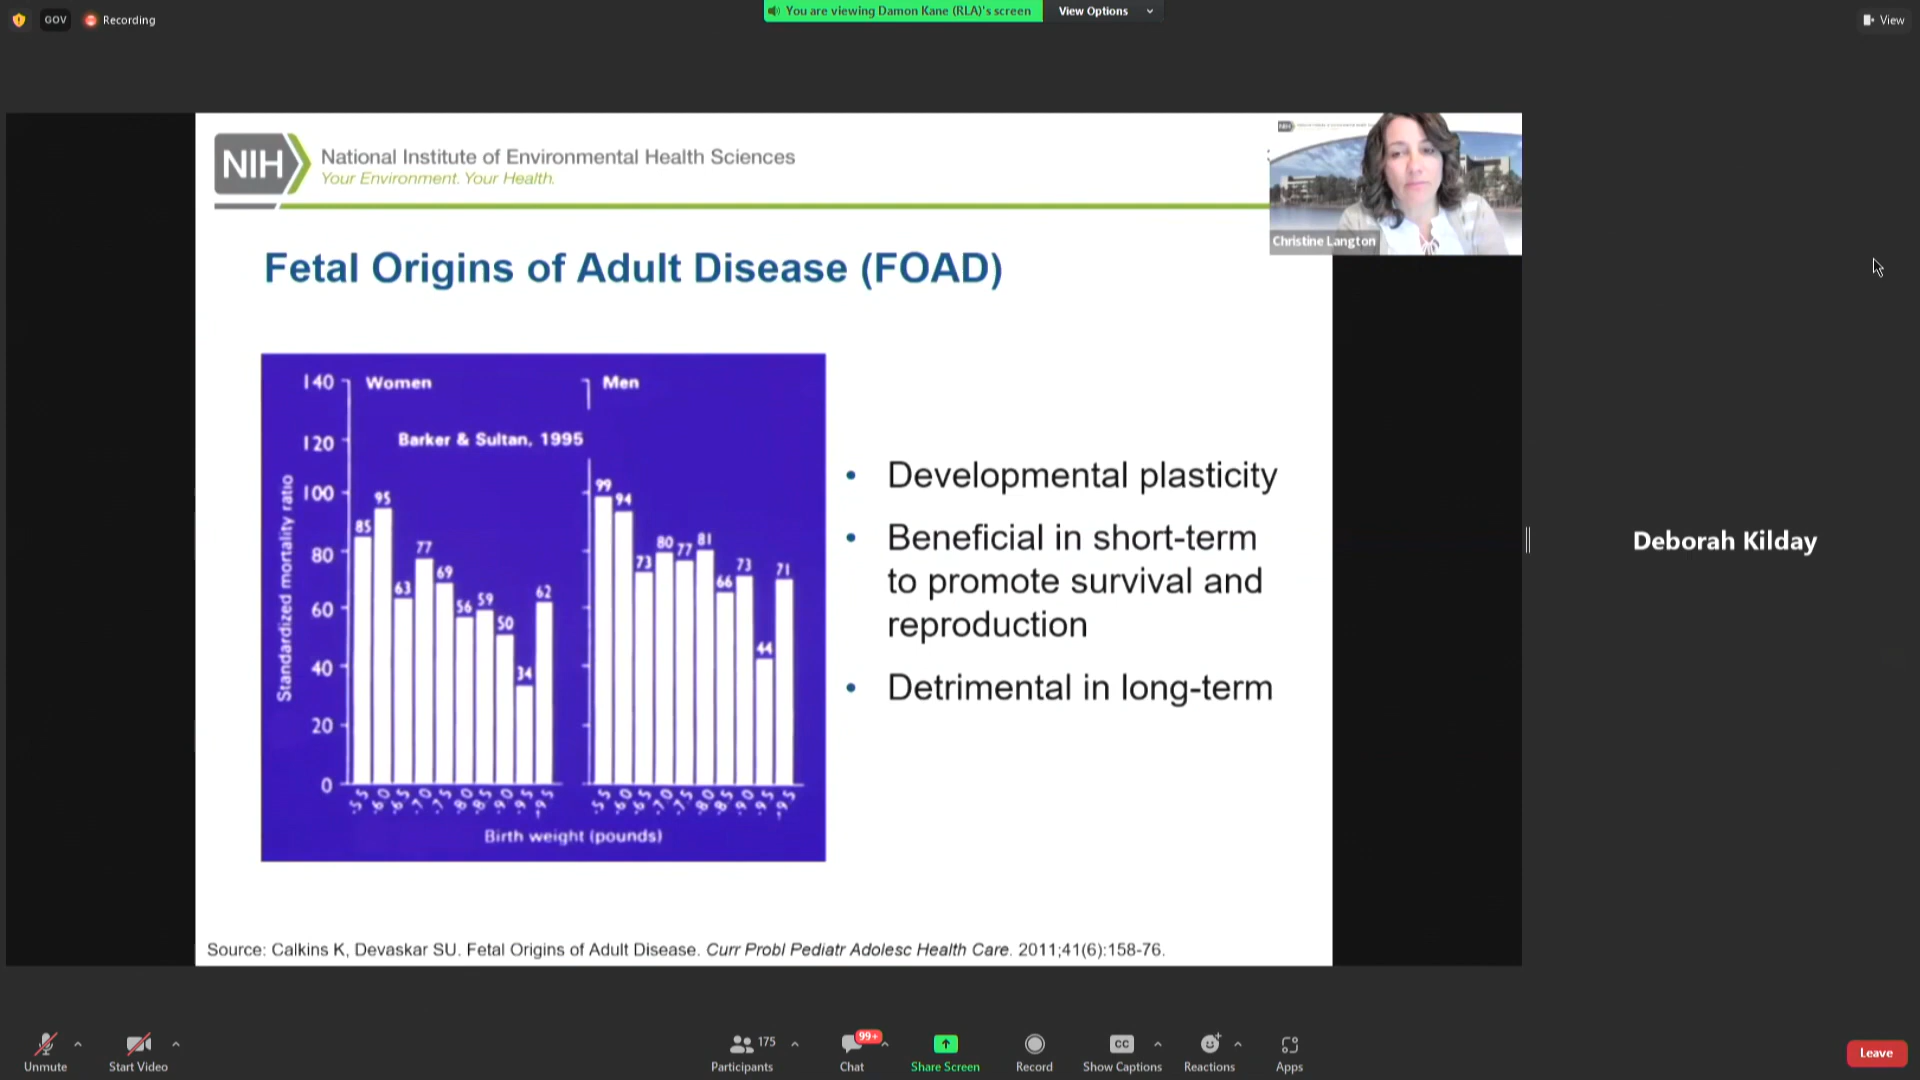 GOV
Recording
You are viewing Damon Kane (RLA)'s screen
View Options
View
NIH
National Institute of Environmental Health Sciences
Your Environment. Your Health.
Christine Langton
Fetal Origins of Adult Disease (FOAD)
140
Women
Men
120
Barker & Sultan, 1995
100
80
60
40
20
0
Standardized mortality ratio
85
95
63
77
69
56
59
50
34
62
99
94
73
80
77
81
66
73
44
71
Birth weight (pounds)
• Developmental plasticity
• Beneficial in short-term
to promote survival and
reproduction
• Detrimental in long-term
Deborah Kilday
Source: Calkins K, Devaskar SU. Fetal Origins of Adult Disease. Curr Probl Pediatr Adolesc Health Care. 2011;41(6):158-76.
Unmute
Start Video
175
Participants
99+
Chat
Share Screen
Record
CC
Show Captions
Reactions
Apps
Leave